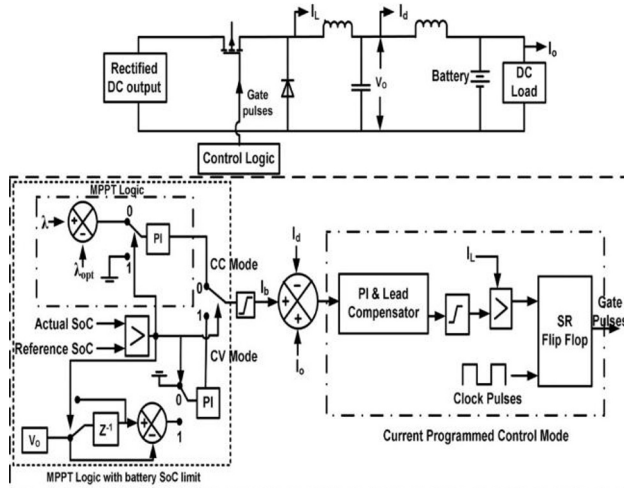 I_L
I_d
Rectified
DC output
Gate
pulses
V_o
Battery
I_o
DC
Load
Control Logic
MPPT Logic
λ
+
−
λ_opt
0
1
PI
CC Mode
0
1
I_b
I_d
−
+
+
I_o
PI & Lead
Compensator
I_L
>
SR
Flip Flop
Gate
Pulses
Clock Pulses
Current Programmed Control Mode
Actual SoC
Reference SoC
>
CV Mode
0
PI
V_o
Z⁻¹
+
−
1
MPPT Logic with battery SoC limit